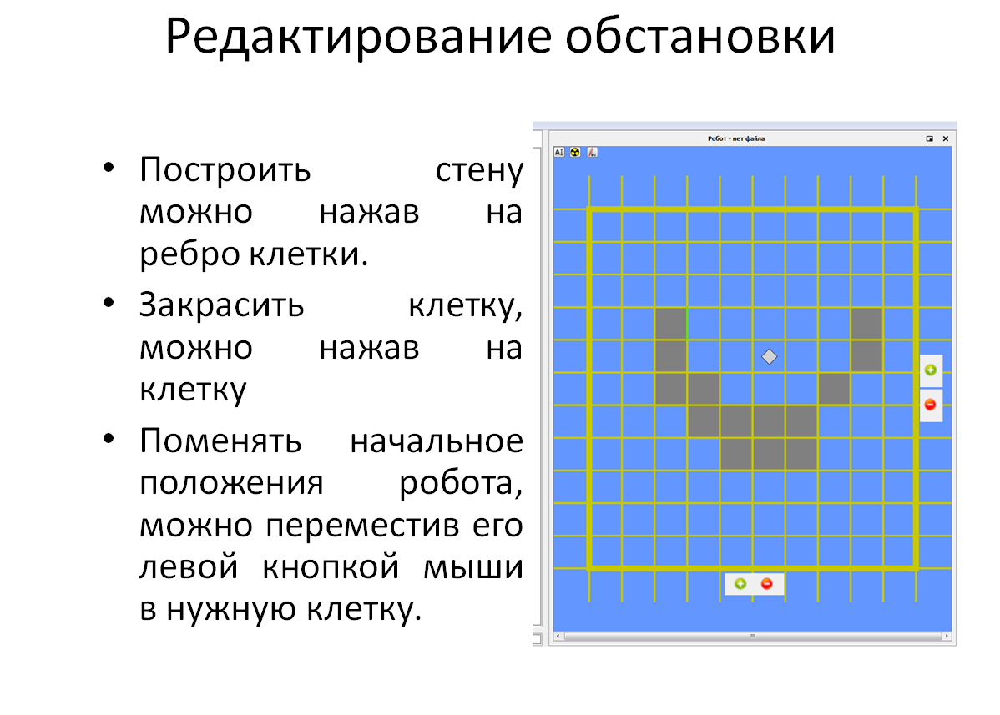 Редактирование обстановки
• Построить стену
можно нажав на
ребро клетки.
• Закрасить клетку,
можно нажав на
клетку
• Поменять начальное
положения робота,
можно переместив его
левой кнопкой мыши
в нужную клетку.
Робот - нет файла
AI